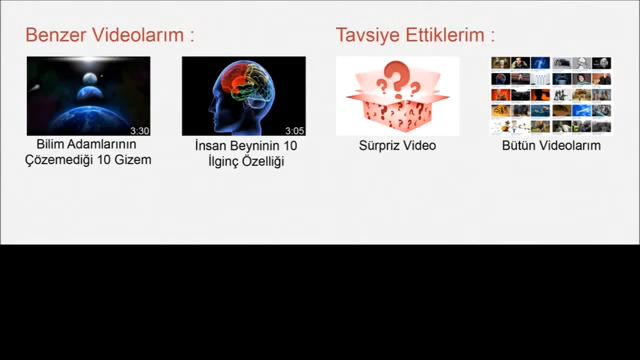 Benzer Videolarım :
Tavsiye Ettiklerim :
3:30
3:05
Bilim Adamlarının
Çözemediği 10 Gizem
İnsan Beyninin 10
İlginç Özelliği
Sürpriz Video
Bütün Videolarım